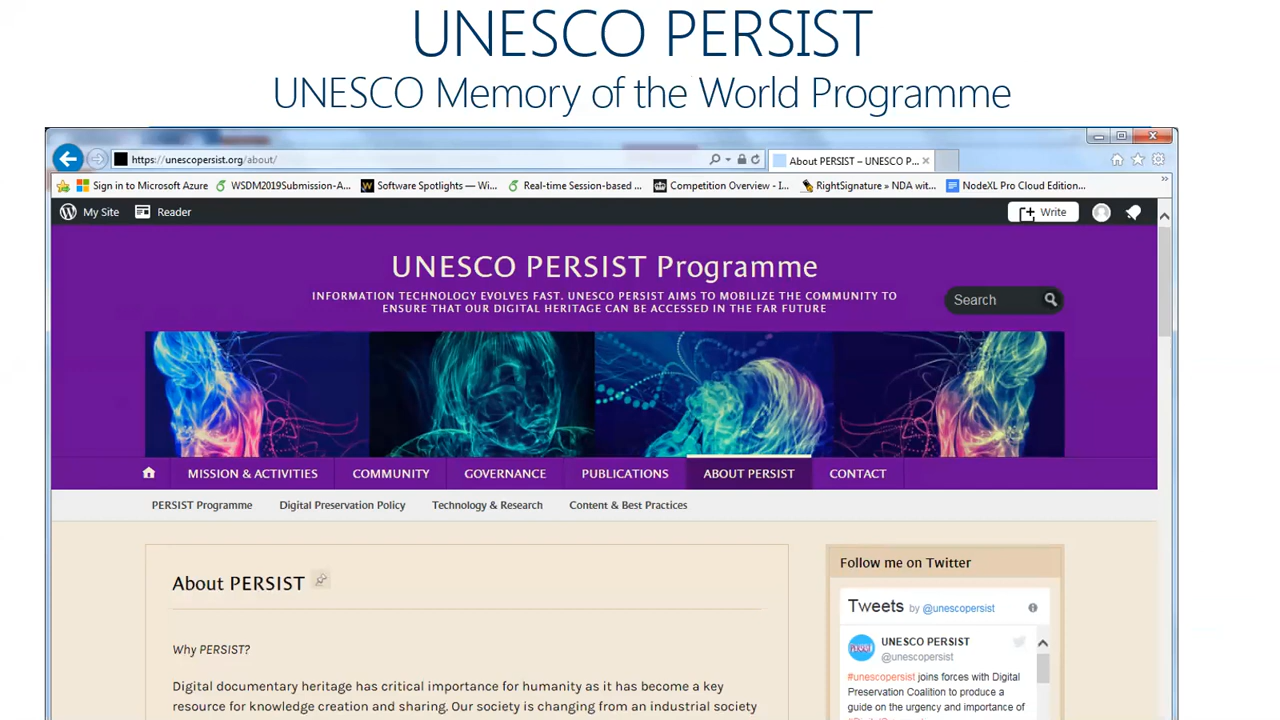 UNESCO PERSIST
UNESCO Memory of the World Programme
https://unescopersist.org/about/
About PERSIST – UNESCO P...
Sign in to Microsoft Azure
WSDM2019Submission-A...
Software Spotlights — Wi...
Real-time Session-based ...
Competition Overview - I...
RightSignature » NDA wit...
NodeXL Pro Cloud Edition...
My Site
Reader
Write
UNESCO PERSIST Programme
INFORMATION TECHNOLOGY EVOLVES FAST. UNESCO PERSIST AIMS TO MOBILIZE THE COMMUNITY TO
ENSURE THAT OUR DIGITAL HERITAGE CAN BE ACCESSED IN THE FAR FUTURE
Search
MISSION & ACTIVITIES
COMMUNITY
GOVERNANCE
PUBLICATIONS
ABOUT PERSIST
CONTACT
PERSIST Programme
Digital Preservation Policy
Technology & Research
Content & Best Practices
About PERSIST
Why PERSIST?
Digital documentary heritage has critical importance for humanity as it has become a key
resource for knowledge creation and sharing. Our society is changing from an industrial society
Follow me on Twitter
Tweets by @unescopersist
UNESCO PERSIST
@unescopersist
#unescopersist joins forces with Digital
Preservation Coalition to produce a
guide on the urgency and importance of